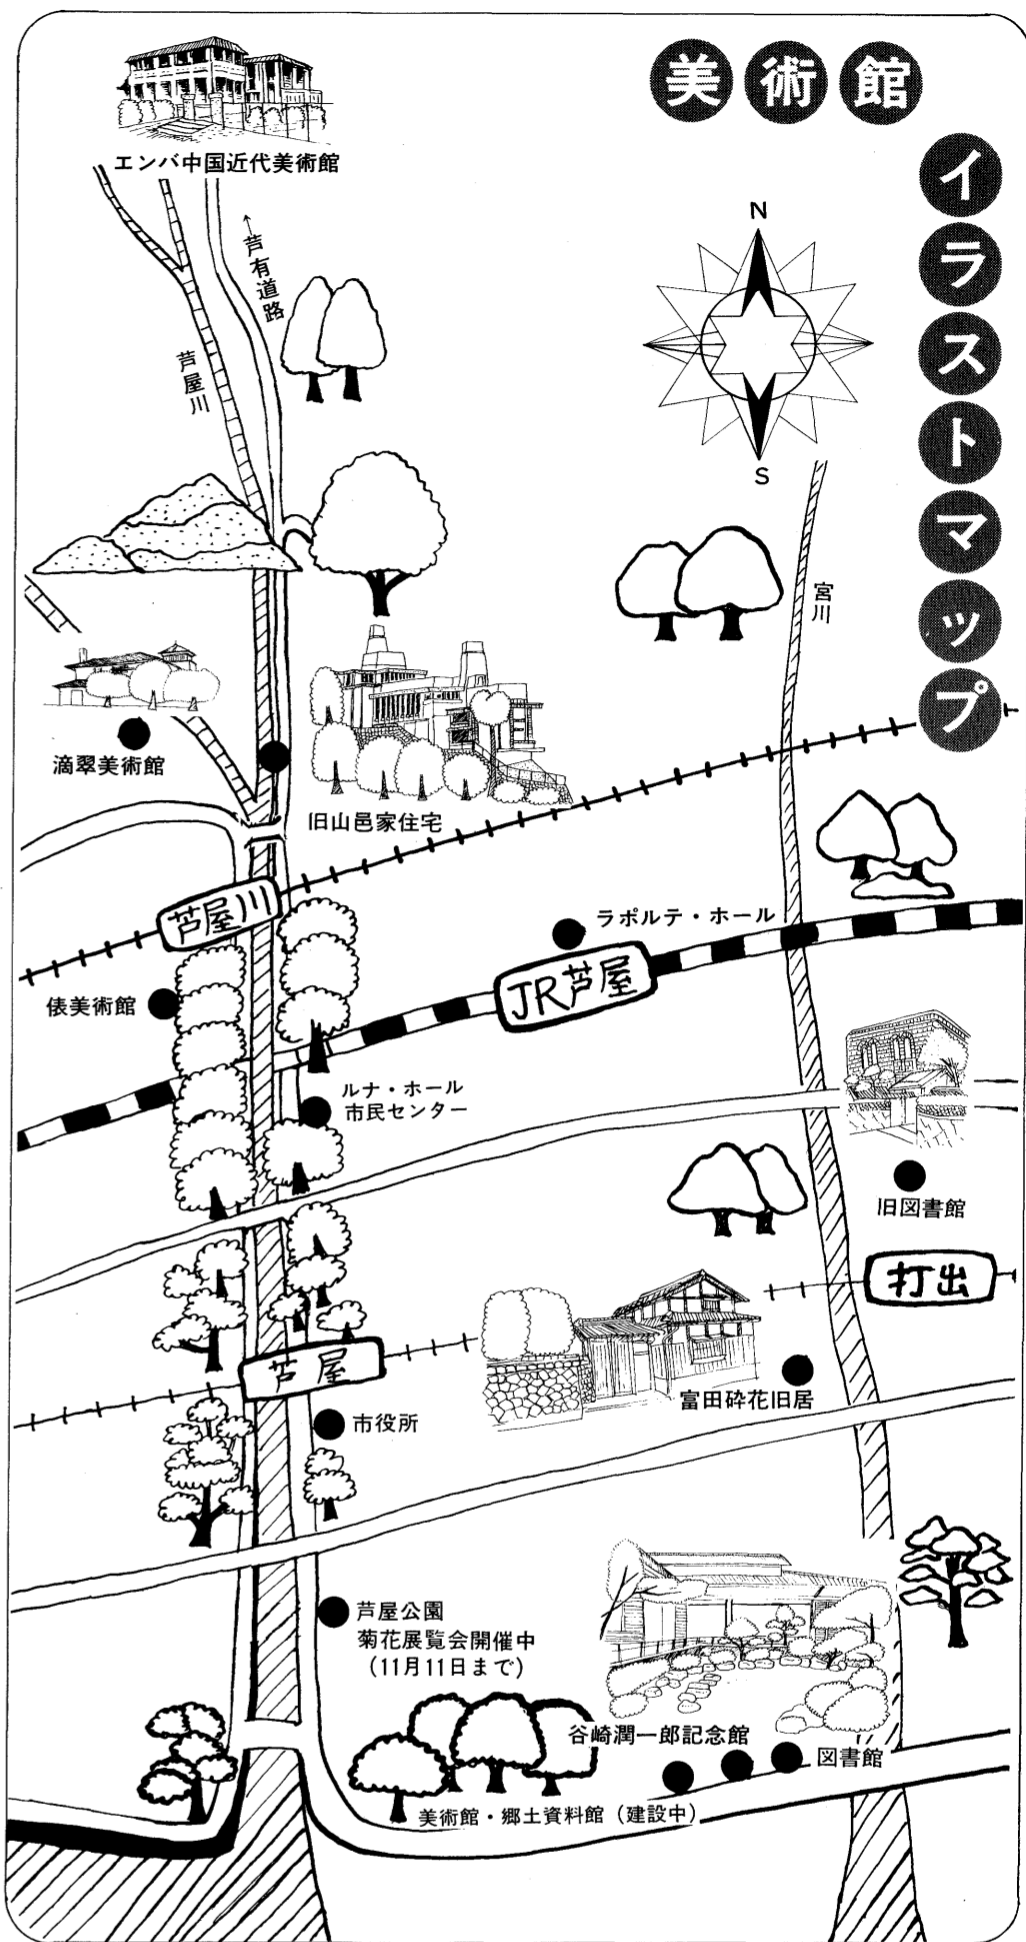 美術館
イラストマップ
エンバ中国近代美術館
N
←芦有道路
芦屋川
S
宮川
滴翠美術館
旧山邑家住宅
芦屋川
ラポルテ・ホール
JR芦屋
俵美術館
ルナ・ホール
市民センター
旧図書館
打出
芦屋
富田砕花旧居
市役所
芦屋公園
菊花展覧会開催中
(11月11日まで)
谷崎潤一郎記念館
図書館
美術館・郷土資料館(建設中)